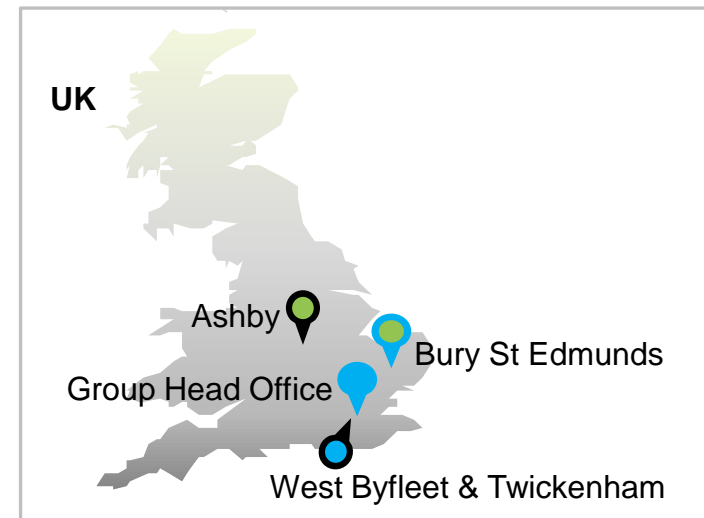 UK
Ashby
Bury St Edmunds
Group Head Office
West Byfleet & Twickenham